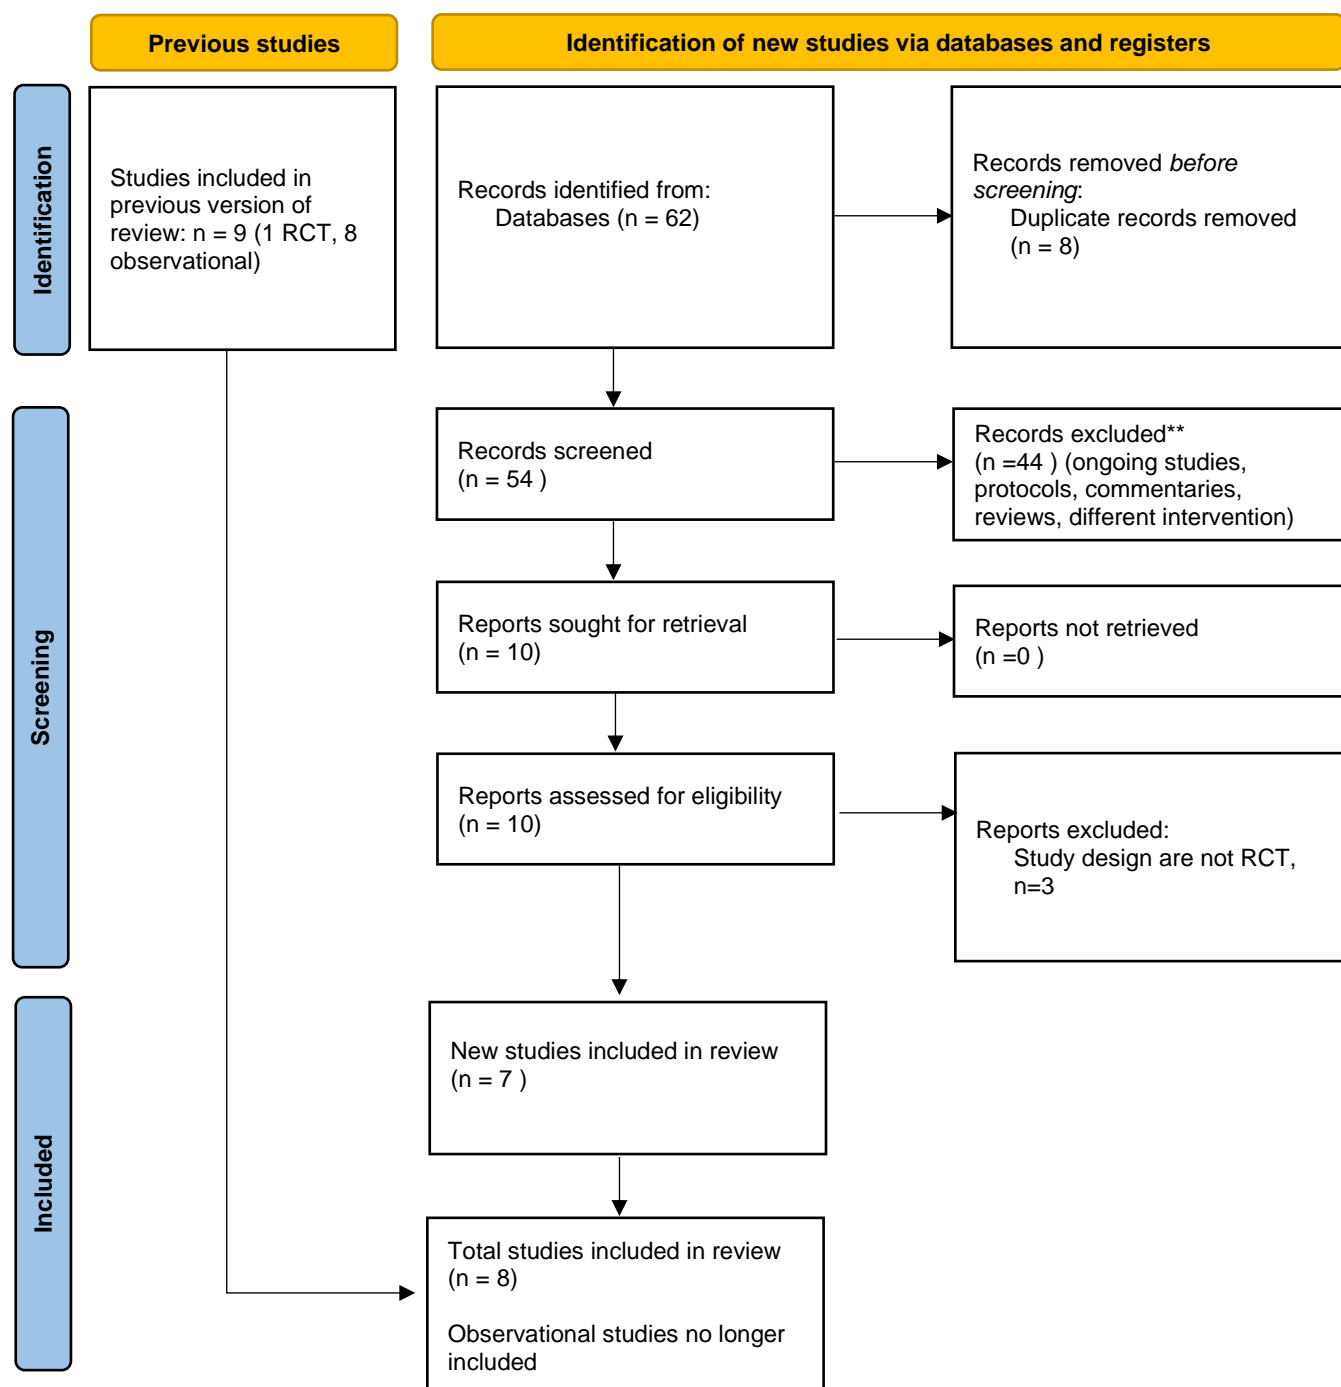 Previous studies
Identification of new studies via databases and registers
Identification
Studies included in
previous version of
review: n = 9 (1 RCT, 8
observational)
Records identified from:
Databases (n = 62)
Records removed before
screening:
Duplicate records removed
(n = 8)
Screening
Records screened
(n = 54 )
Records excluded**
(n =44 ) (ongoing studies,
protocols, commentaries,
reviews, different intervention)
Reports sought for retrieval
(n = 10)
Reports not retrieved
(n =0 )
Reports assessed for eligibility
(n = 10)
Reports excluded:
Study design are not RCT,
n=3
Included
New studies included in review
(n = 7 )
Total studies included in review
(n = 8)
Observational studies no longer
included